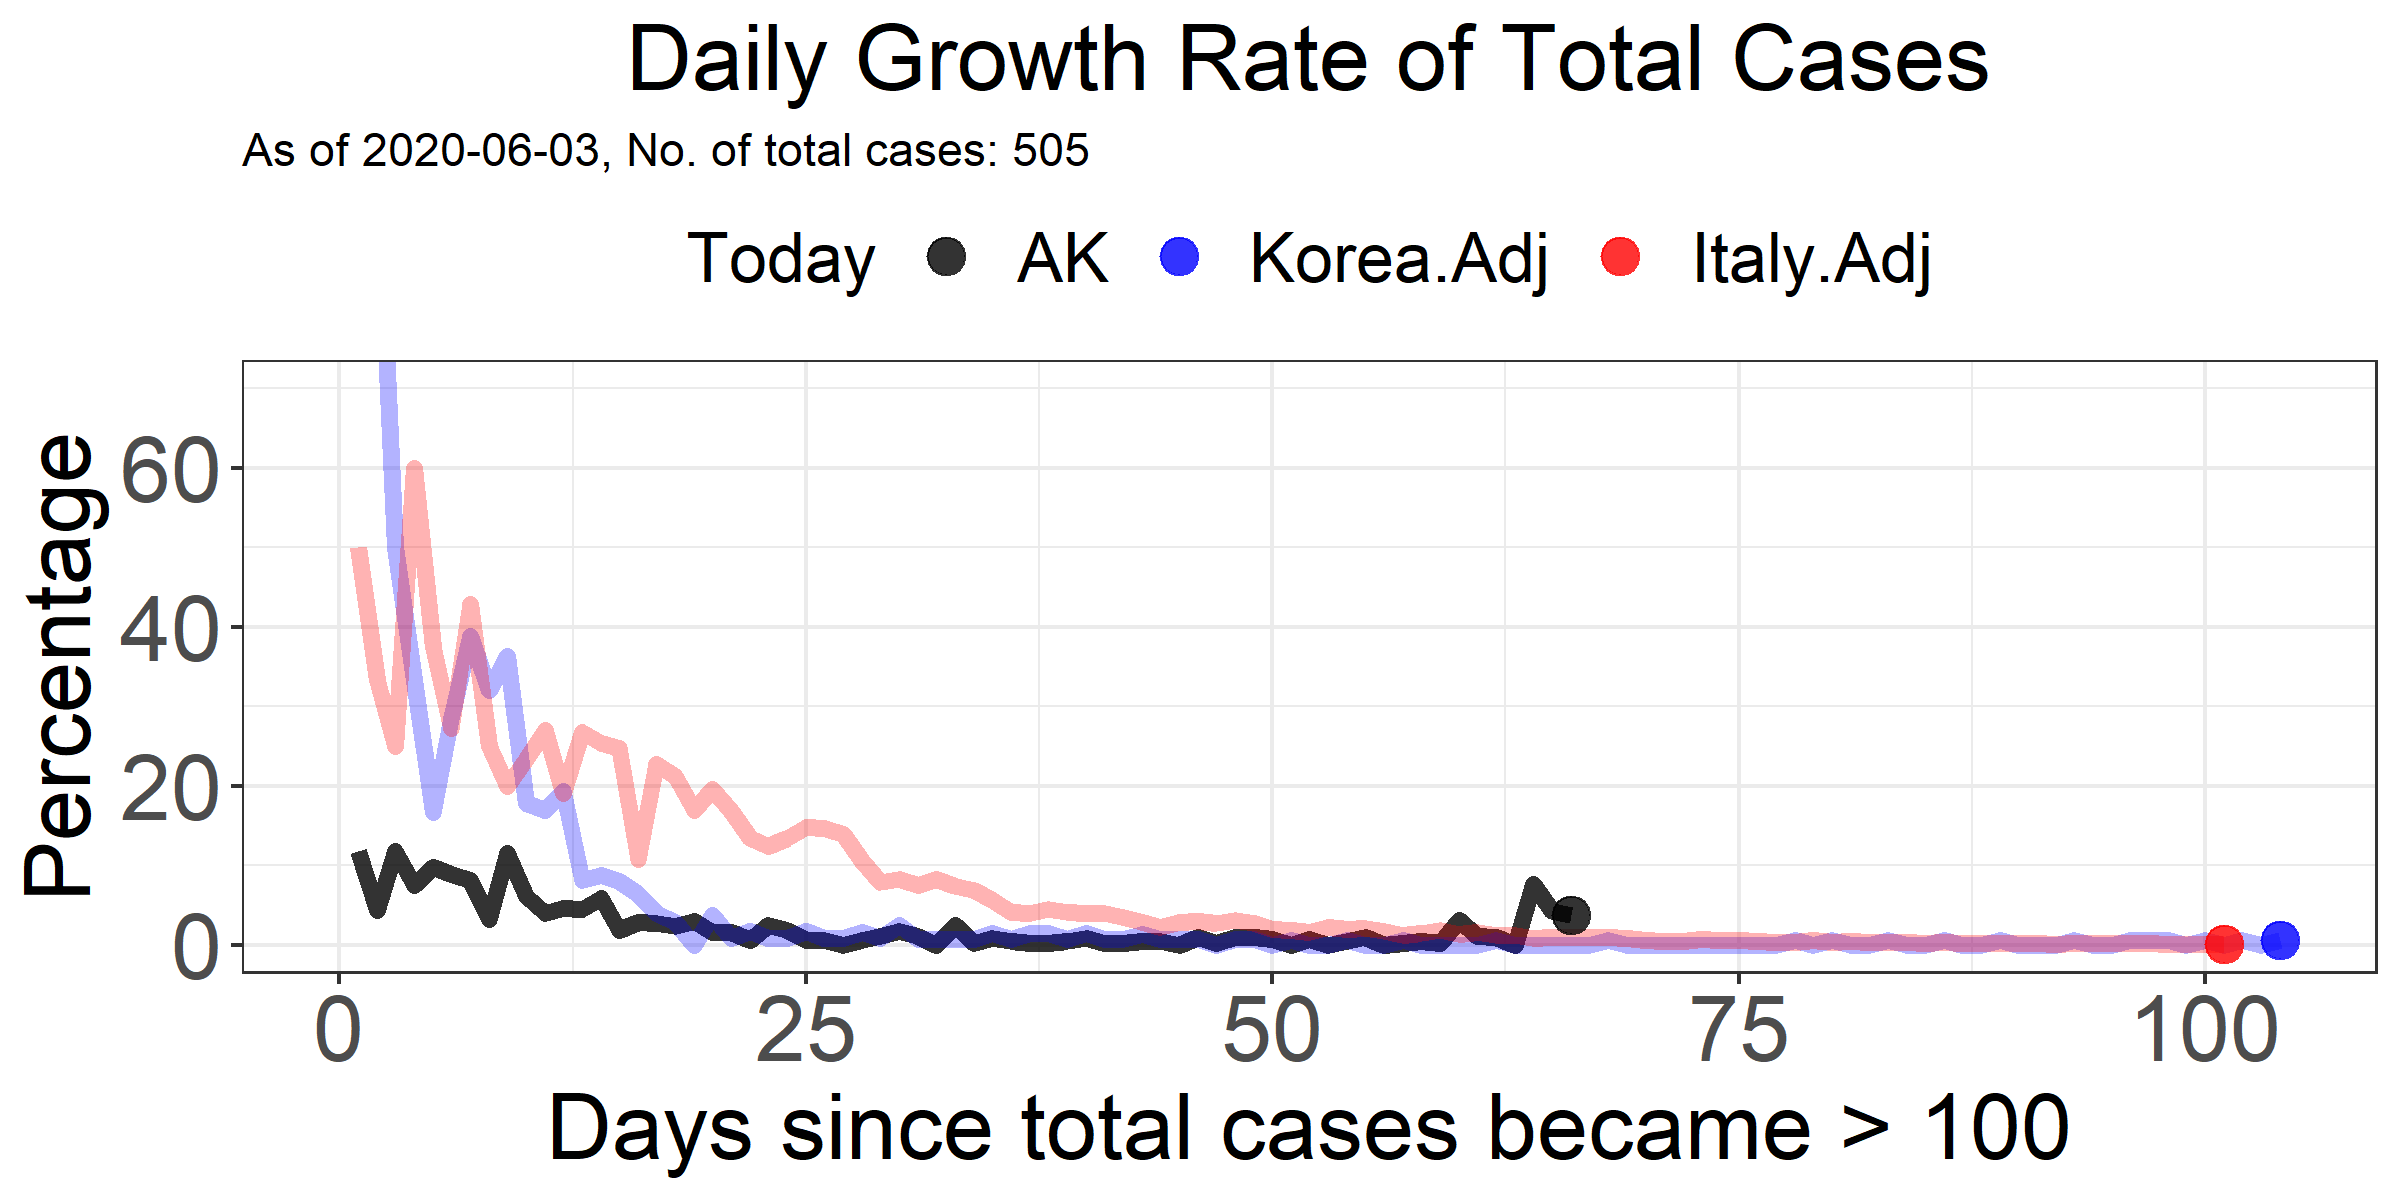 Daily Growth Rate of Total Cases
As of 2020-06-03, No. of total cases: 505
Today AK Korea.Adj Italy.Adj
Percentage
60
40
20
0
0 25 50 75 100
Days since total cases became > 100